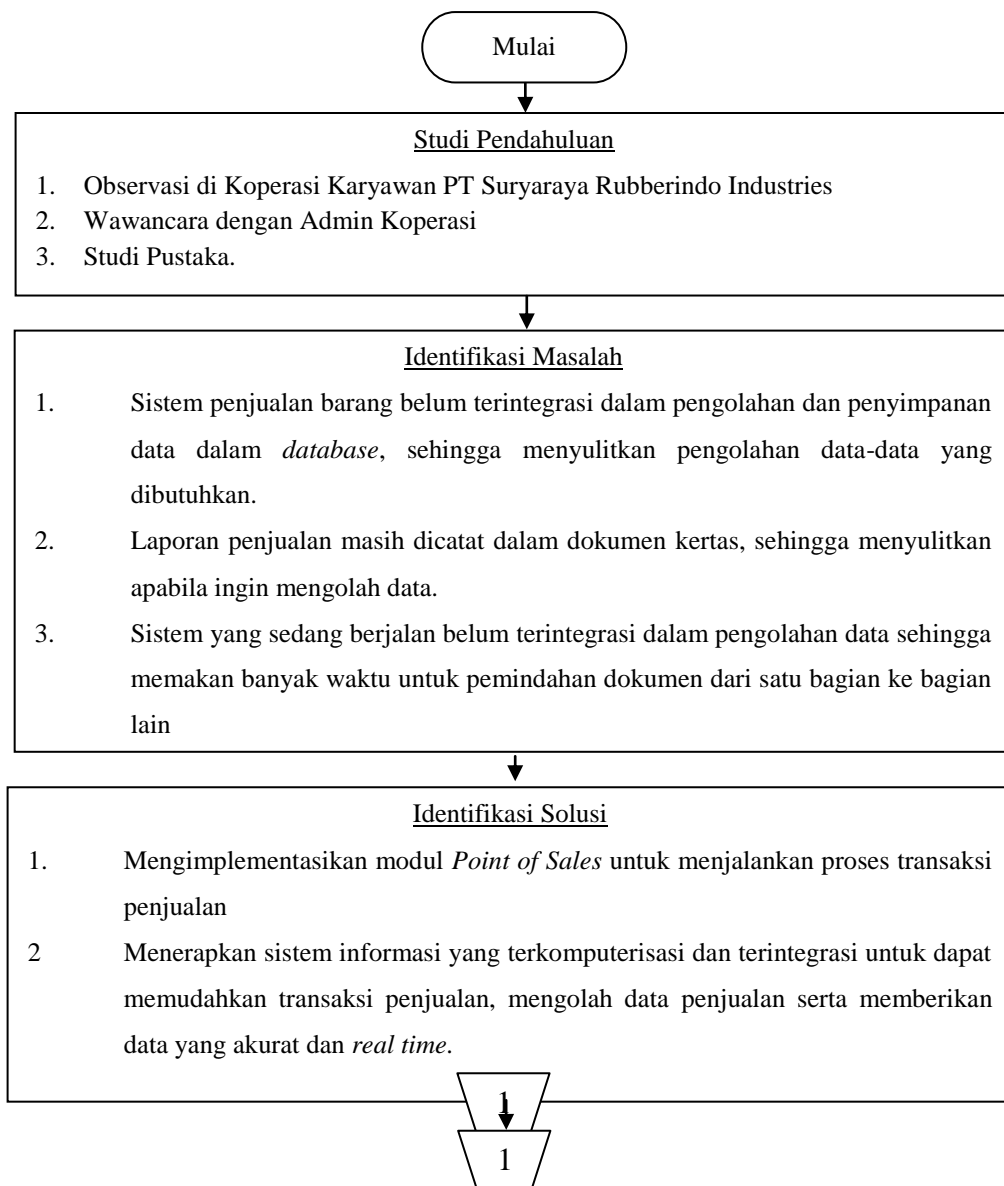 Mulai
Studi Pendahuluan
1. Observasi di Koperasi Karyawan PT Suryaraya Rubberindo Industries
2. Wawancara dengan Admin Koperasi
3. Studi Pustaka.
Identifikasi Masalah
1. Sistem penjualan barang belum terintegrasi dalam pengolahan dan penyimpanan
data dalam database, sehingga menyulitkan pengolahan data-data yang
dibutuhkan.
2. Laporan penjualan masih dicatat dalam dokumen kertas, sehingga menyulitkan
apabila ingin mengolah data.
3. Sistem yang sedang berjalan belum terintegrasi dalam pengolahan data sehingga
memakan banyak waktu untuk pemindahan dokumen dari satu bagian ke bagian
lain
Identifikasi Solusi
1. Mengimplementasikan modul Point of Sales untuk menjalankan proses transaksi
penjualan
2 Menerapkan sistem informasi yang terkomputerisasi dan terintegrasi untuk dapat
memudahkan transaksi penjualan, mengolah data penjualan serta memberikan
data yang akurat dan real time.
1
1